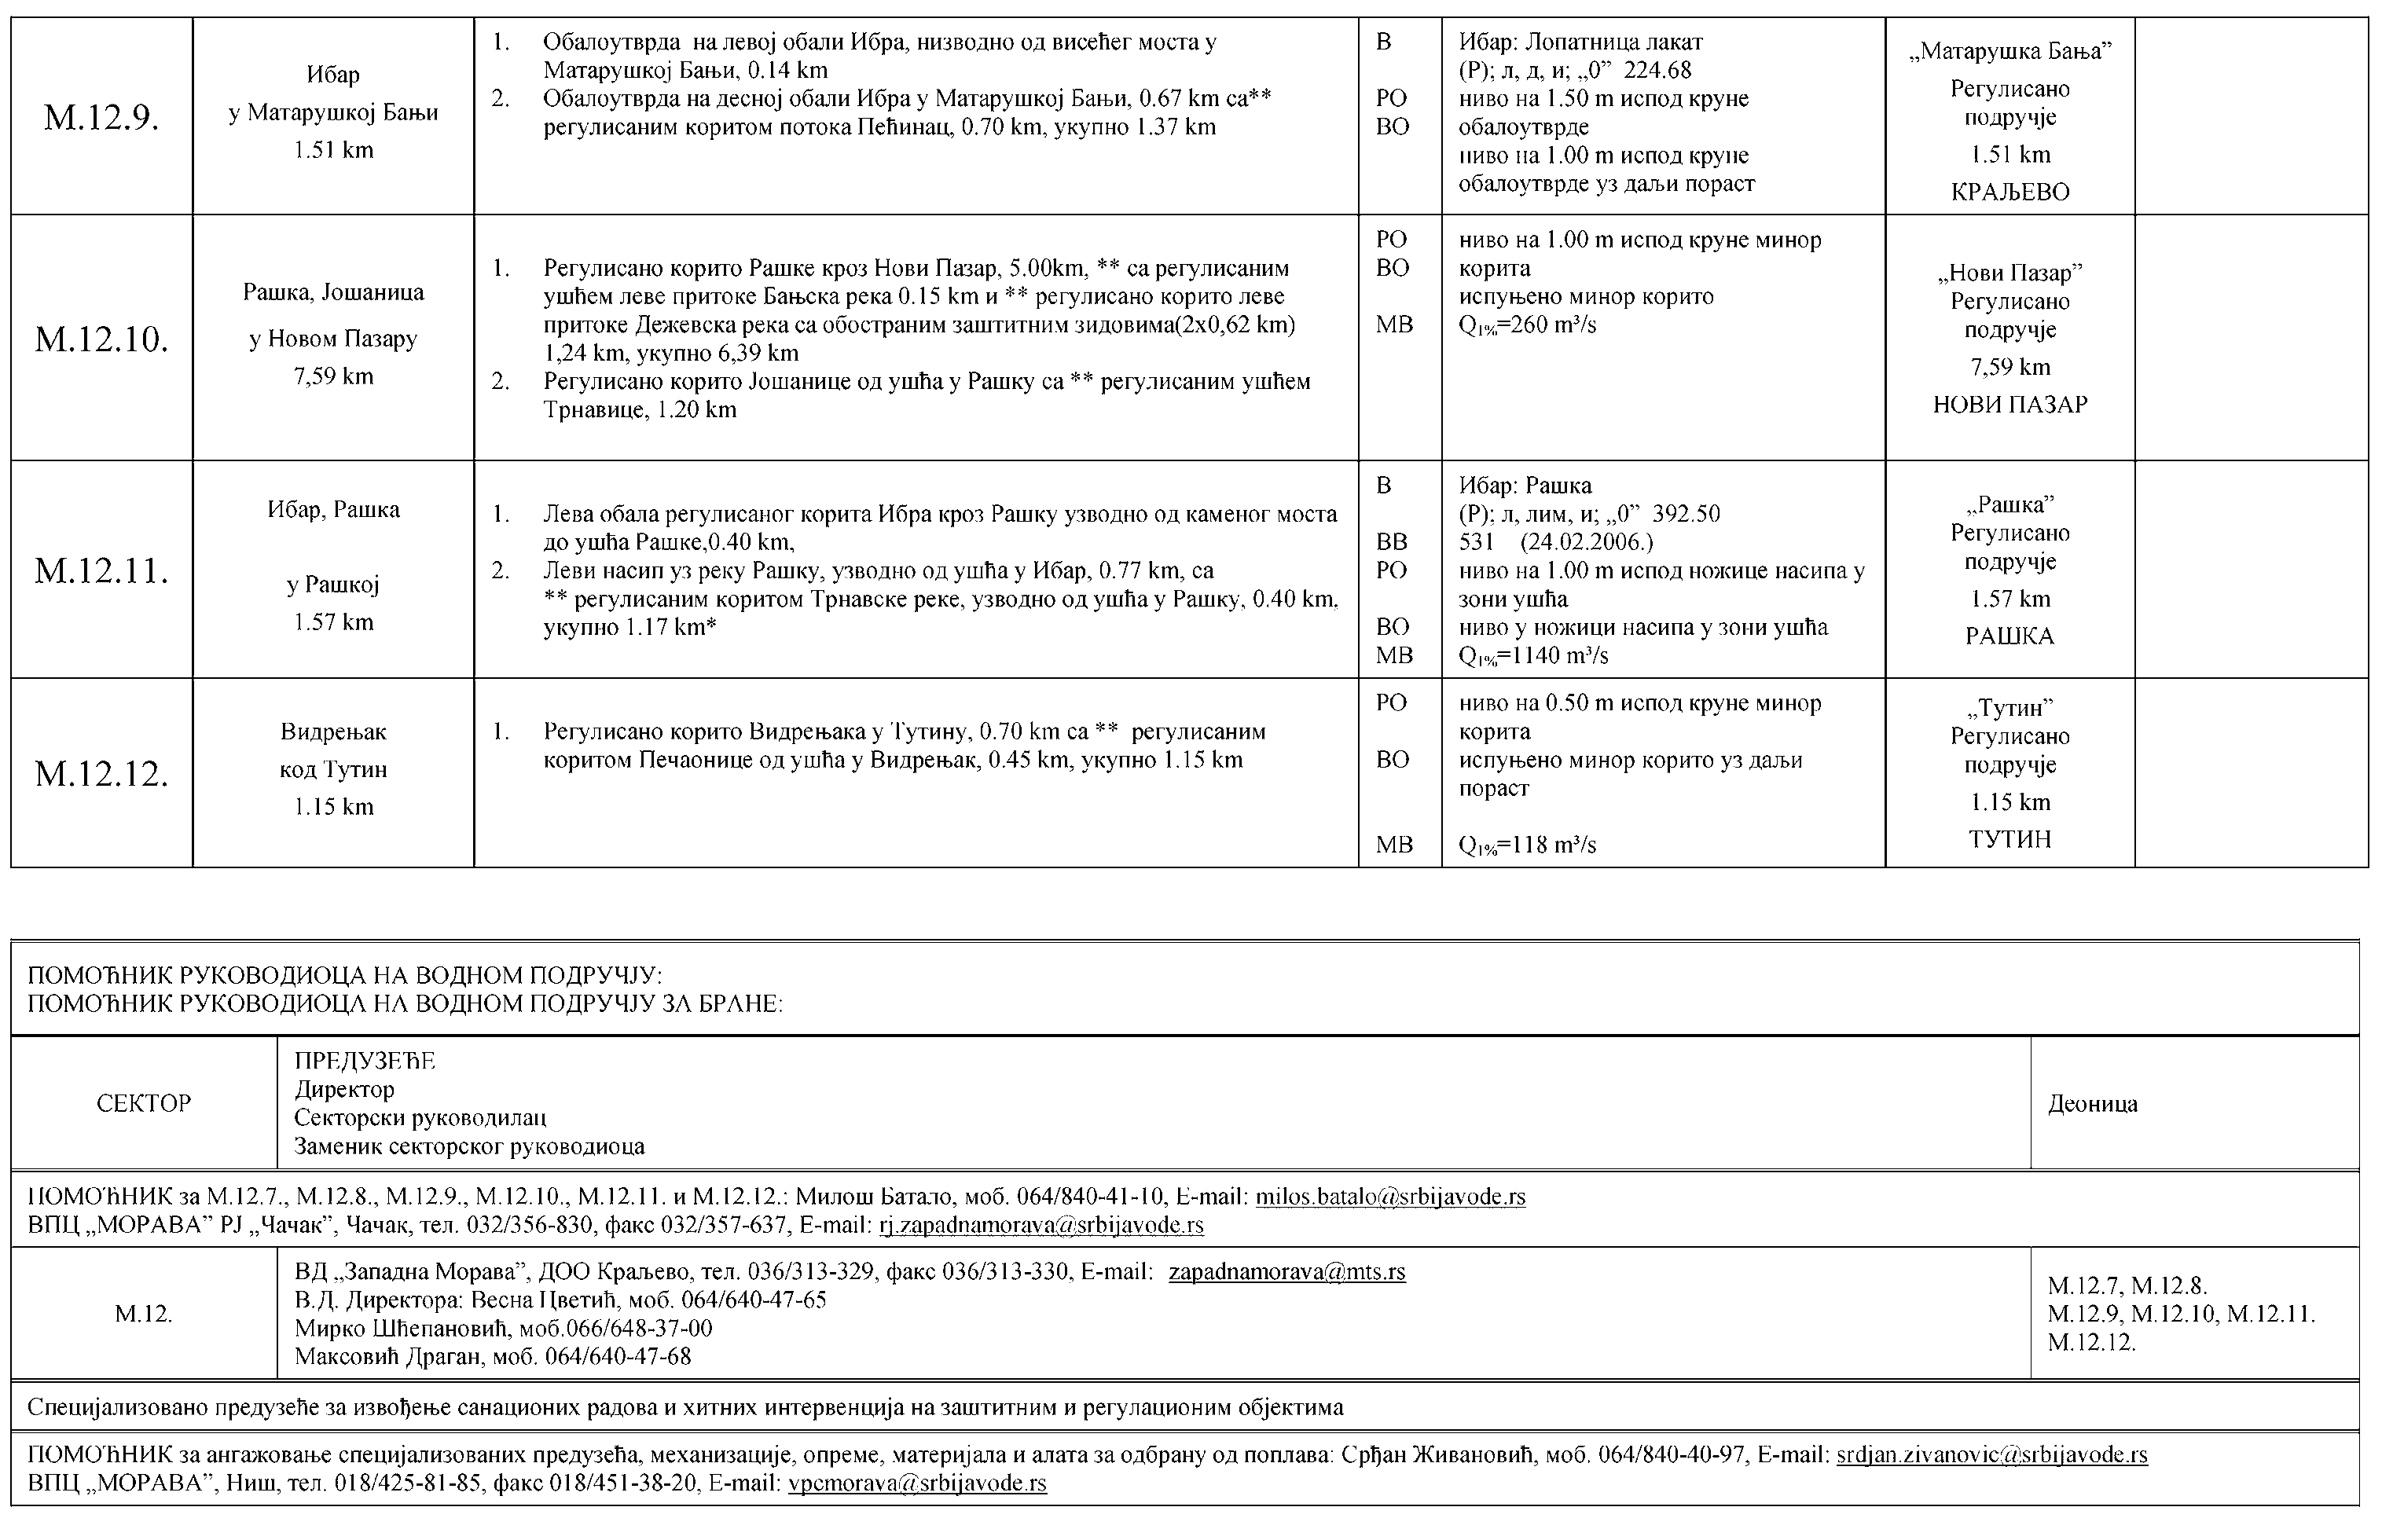 М.12.9.
Ибар
у Матарушкој Бањи
1.51 km
1. Обалоутврда на левој обали Ибра, низводно од висећег моста у
Матарушкој Бањи, 0.14 km
2. Обалоутврда на десној обали Ибра у Матарушкој Бањи, 0.67 km са**
регулисаним коритом потока Пећинац, 0.70 km, укупно 1.37 km
В
РО
ВО
Ибар: Лопатница лакат
(Р); л, д, и; „0” 224.68
ниво на 1.50 m испод круне
обалоутврде
ниво на 1.00 m испод круне
обалоутврде уз даљи пораст
„Матарушка Бања”
Регулисано
подручје
1.51 km
КРАЉЕВО
М.12.10.
Рашка, Јошаница
у Новом Пазару
7,59 km
1. Регулисано корито Рашке кроз Нови Пазар, 5.00km, ** са регулисаним
ушћем леве притоке Бањска река 0.15 km и ** регулисано корито леве
притоке Дежевска река са обостраним заштитним зидовима(2х0,62 km)
1,24 km, укупно 6,39 km
2. Регулисано корито Јошанице од ушћа у Рашку са ** регулисаним ушћем
Трнавице, 1.20 km
РО
ВО
МВ
ниво на 1.00 m испод круне минор
корита
испуњено минор корито
Q1%=260 m³/s
„Нови Пазар”
Регулисано
подручје
7,59 km
НОВИ ПАЗАР
М.12.11.
Ибар, Рашка
у Рашкој
1.57 km
1. Лева обала регулисаног корита Ибра кроз Рашку узводно од каменог моста
до ушћа Рашке,0.40 km,
2. Леви насип уз реку Рашку, узводно од ушћа у Ибар, 0.77 km, са
** регулисаним коритом Трнавске реке, узводно од ушћа у Рашку, 0.40 km,
укупно 1.17 km*
В
ВВ
РО
ВО
МВ
Ибар: Рашка
(Р); л, лим, и; „0” 392.50
531 (24.02.2006.)
ниво на 1.00 m испод ножице насипа у
зони ушћа
ниво у ножици насипа у зони ушћа
Q1%=1140 m³/s
„Рашка”
Регулисано
подручје
1.57 km
РАШКА
М.12.12.
Видрењак
код Тутин
1.15 km
1. Регулисано корито Видрењака у Тутину, 0.70 km са ** регулисаним
коритом Печаонице од ушћа у Видрењак, 0.45 km, укупно 1.15 km
РО
ВО
МВ
ниво на 0.50 m испод круне минор
корита
испуњено минор корито уз даљи
пораст
Q1%=118 m³/s
„Тутин”
Регулисано
подручје
1.15 km
ТУТИН
ПОМОЋНИК РУКОВОДИОЦА НА ВОДНОМ ПОДРУЧЈУ:
ПОМОЋНИК РУКОВОДИОЦА НА ВОДНОМ ПОДРУЧЈУ ЗА БРАНЕ:
СЕКТОР
ПРЕДУЗЕЋЕ
Директор
Секторски руководилац
Заменик секторског руководиоца
Деоница
ПОМОЋНИК за М.12.7., М.12.8., М.12.9., М.12.10., М.12.11. и М.12.12.: Милош Батало, моб. 064/840-41-10, E-mail: milos.batalo@srbijavode.rs
ВПЦ „МОРАВА” РЈ „Чачак”, Чачак, тел. 032/356-830, факс 032/357-637, E-mail: rj.zapadnamorava@srbijavode.rs
М.12.
ВД „Западна Морава”, ДОО Краљево, тел. 036/313-329, факс 036/313-330, E-mail: zapadnamorava@mts.rs
В.Д. Директора: Весна Цветић, моб. 064/640-47-65
Мирко Шћепановић, моб.066/648-37-00
Максовић Драган, моб. 064/640-47-68
М.12.7, М.12.8.
М.12.9, М.12.10, М.12.11.
М.12.12.
Специјализовано предузеће за извођење санационих радова и хитних интервенција на заштитним и регулационим објектима
ПОМОЋНИК за ангажовање специјализованих предузећа, механизације, опреме, материјала и алата за одбрану од поплава: Срђан Живановић, моб. 064/840-40-97, E-mail: srdjan.zivanovic@srbijavode.rs
ВПЦ „МОРАВА”, Ниш, тел. 018/425-81-85, факс 018/451-38-20, E-mail: vpcmorava@srbijavode.rs